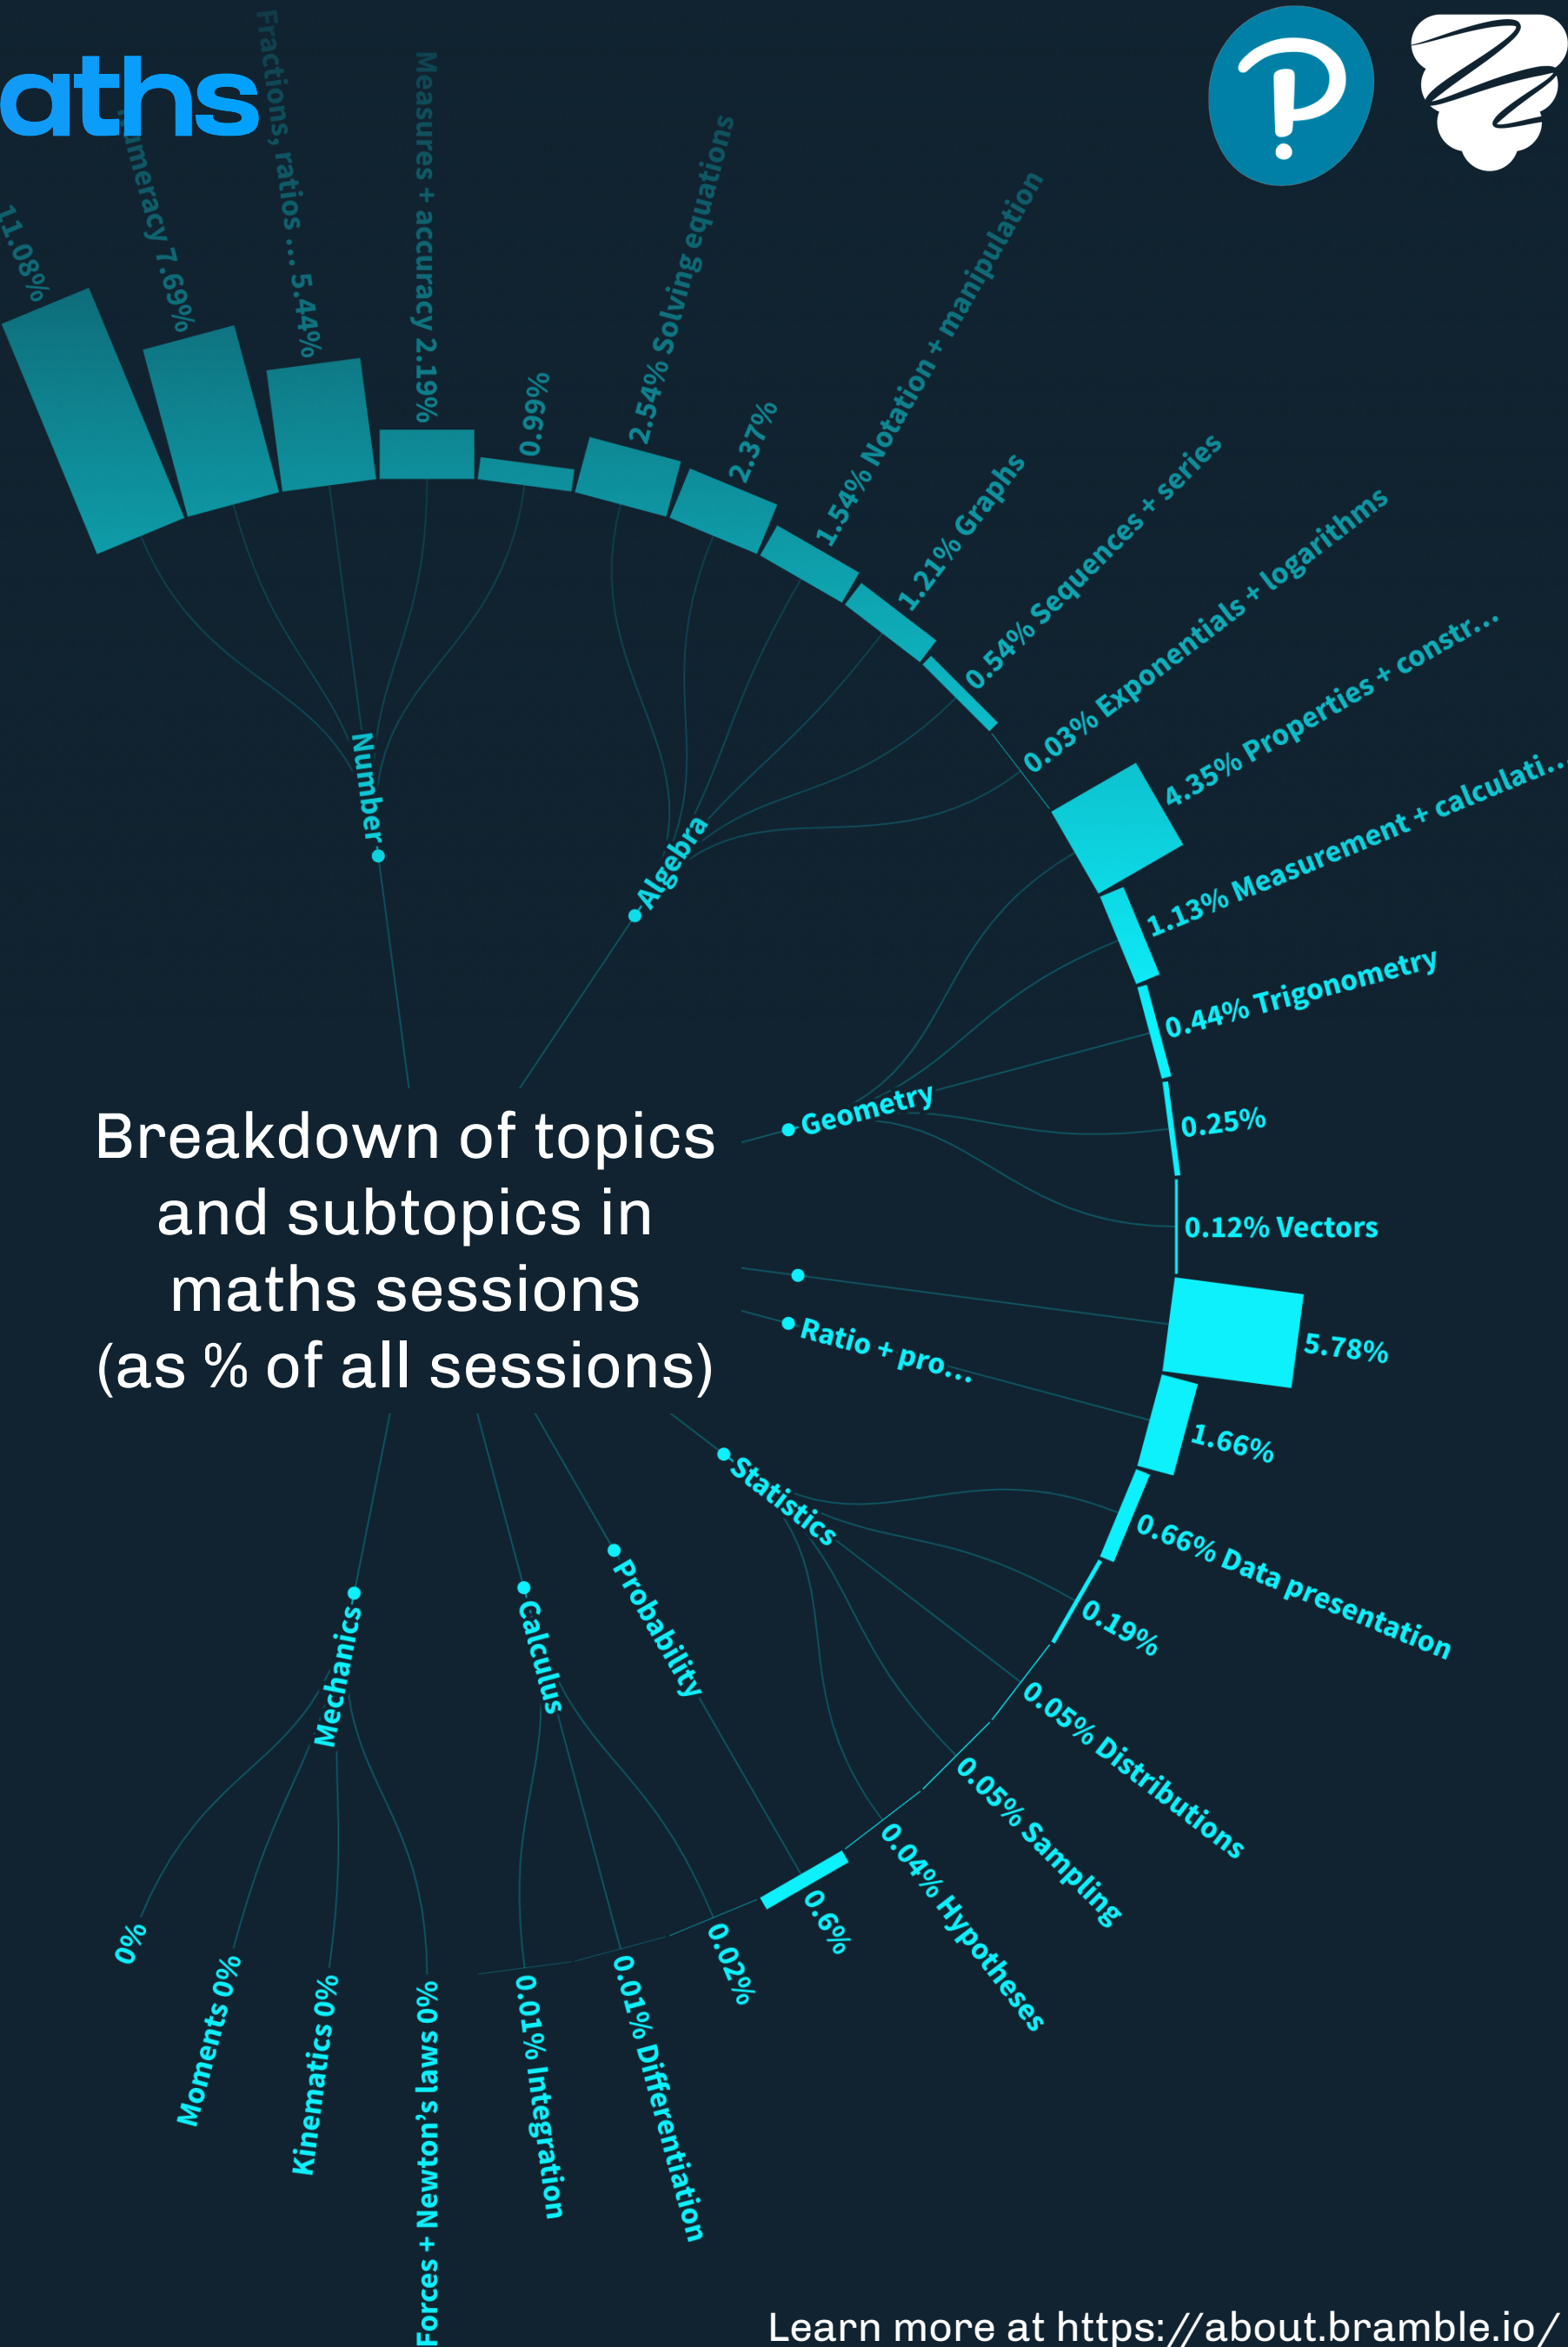 aths
11.08%
7.69%
Fractions, ratios ... 5.44%
Measures + accuracy 2.19%
0.99%
2.54% Solving equations
2.37%
1.54% Notation + manipulation
1.21% Graphs
0.54% Sequences + series
0.03% Exponentials + logarithms
Number
Algebra
4.35% Properties + constr...
1.13% Measurement + calculati...
0.44% Trigonometry
0.25%
0.12% Vectors
Geometry
Breakdown of topics
and subtopics in
maths sessions
(as % of all sessions)
5.78%
Ratio + pro...
1.66%
Statistics
0.66% Data presentation
0.19%
0.05% Distributions
0.05% Sampling
0.04% Hypotheses
Probability
0.6%
Calculus
0.02%
0.01% Differentiation
0.01% Integration
Mechanics
Forces + Newton's laws 0%
Kinematics 0%
Moments 0%
0%
Learn more at https://about.bramble.io/